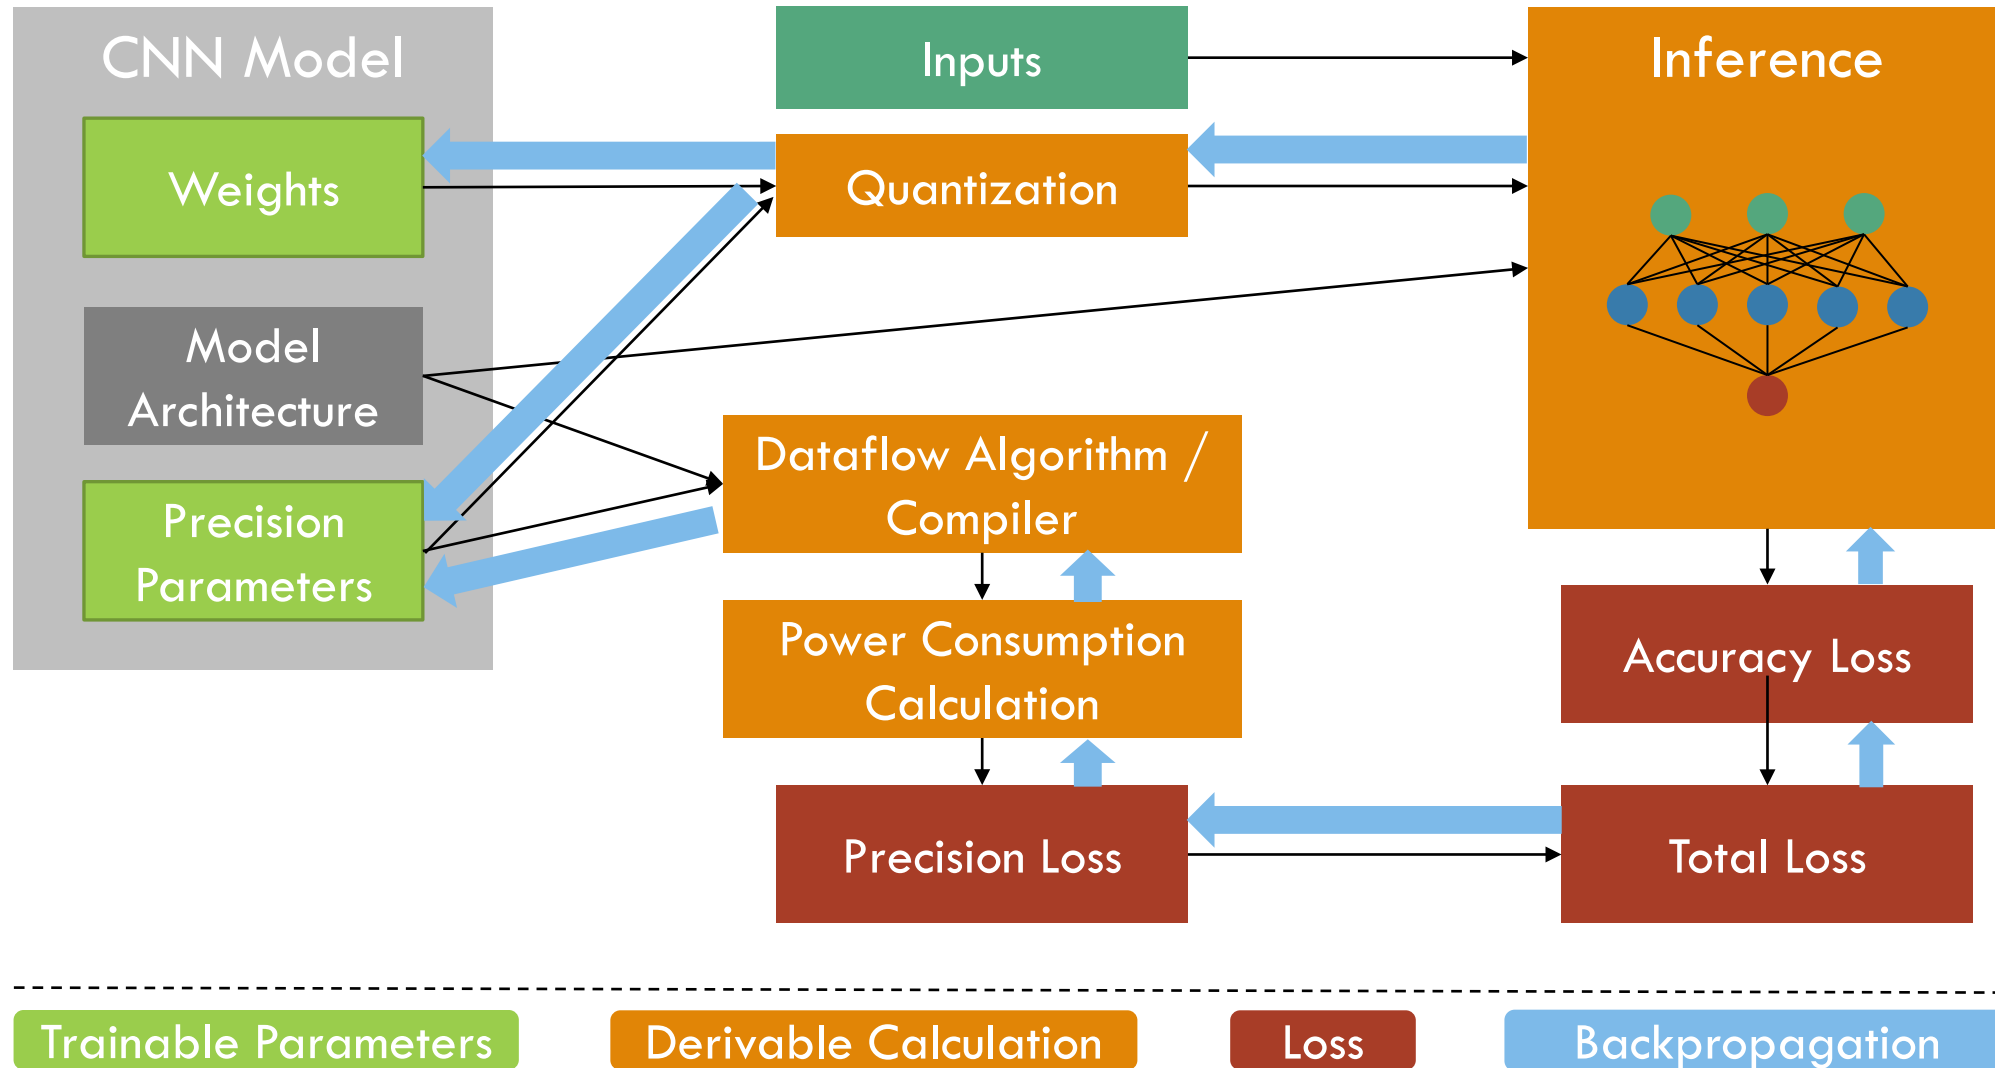 CNN Model
Weights
Model
Architecture
Precision
Parameters
Inputs
Quantization
Dataflow Algorithm /
Compiler
Power Consumption
Calculation
Precision Loss
Inference
Accuracy Loss
Total Loss
Trainable Parameters
Derivable Calculation
Loss
Backpropagation